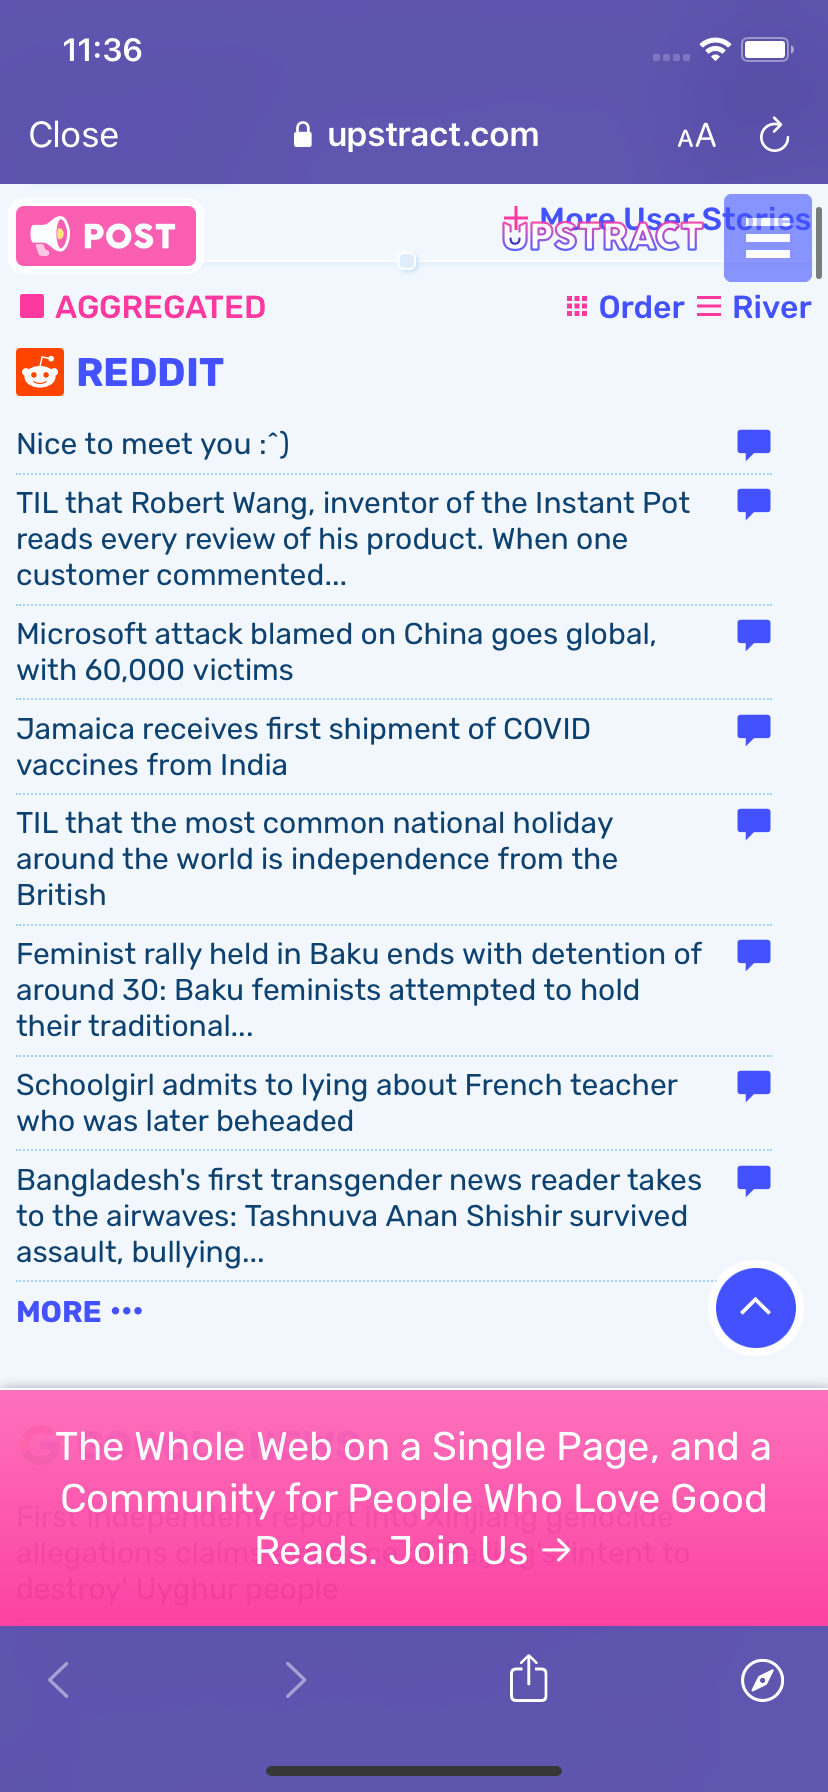 11:36
Close
upstract.com
AA
POST
+ More User Stories
UPSTRACT
AGGREGATED
Order
River
REDDIT
Nice to meet you :^)
TIL that Robert Wang, inventor of the Instant Pot
reads every review of his product. When one
customer commented...
Microsoft attack blamed on China goes global,
with 60,000 victims
Jamaica receives first shipment of COVID
vaccines from India
TIL that the most common national holiday
around the world is independence from the
British
Feminist rally held in Baku ends with detention of
around 30: Baku feminists attempted to hold
their traditional...
Schoolgirl admits to lying about French teacher
who was later beheaded
Bangladesh's first transgender news reader takes
to the airwaves: Tashnuva Anan Shishir survived
assault, bullying...
MORE •••
The Whole Web on a Single Page, and a
Community for People Who Love Good
Reads. Join Us →
First independent report into Xinjiang genocide
allegations claims intent to
destroy' Uyghur people